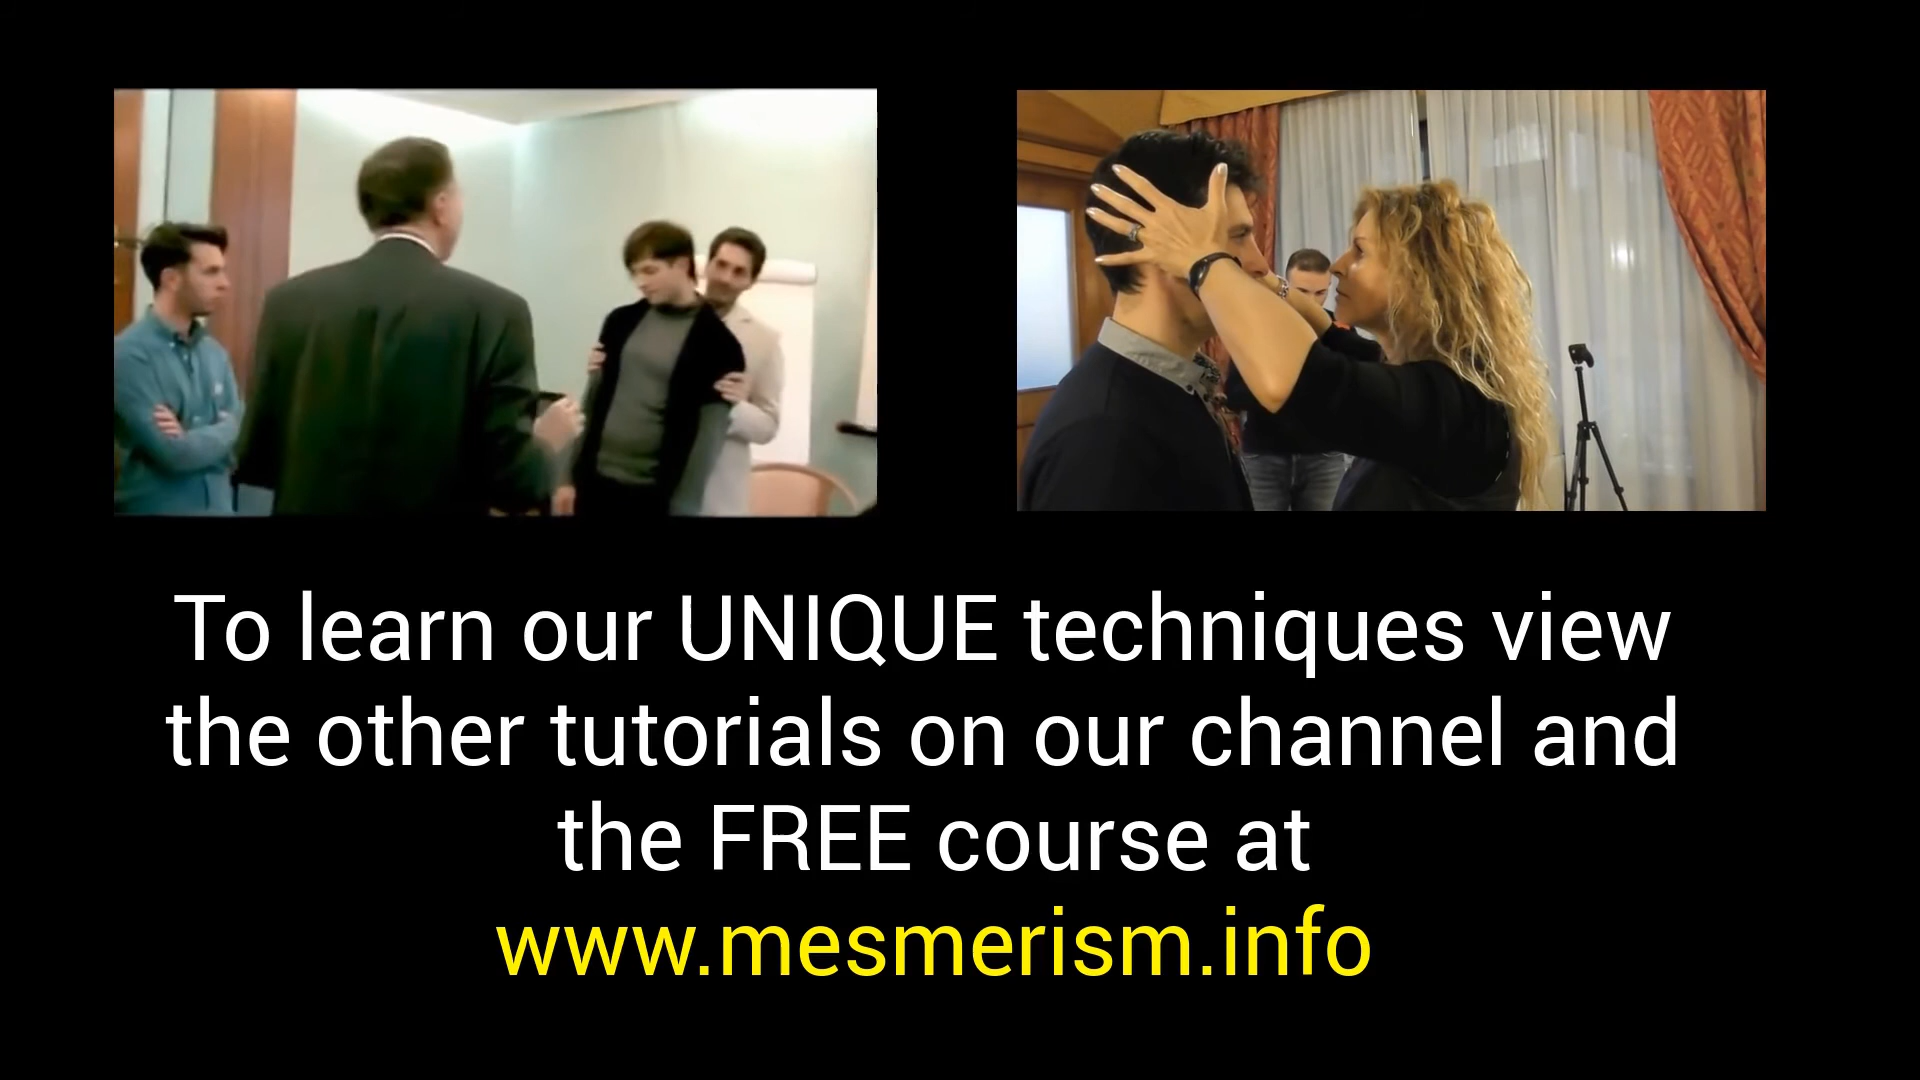 To learn our UNIQUE techniques view
the other tutorials on our channel and
the FREE course at
www.mesmerism.info